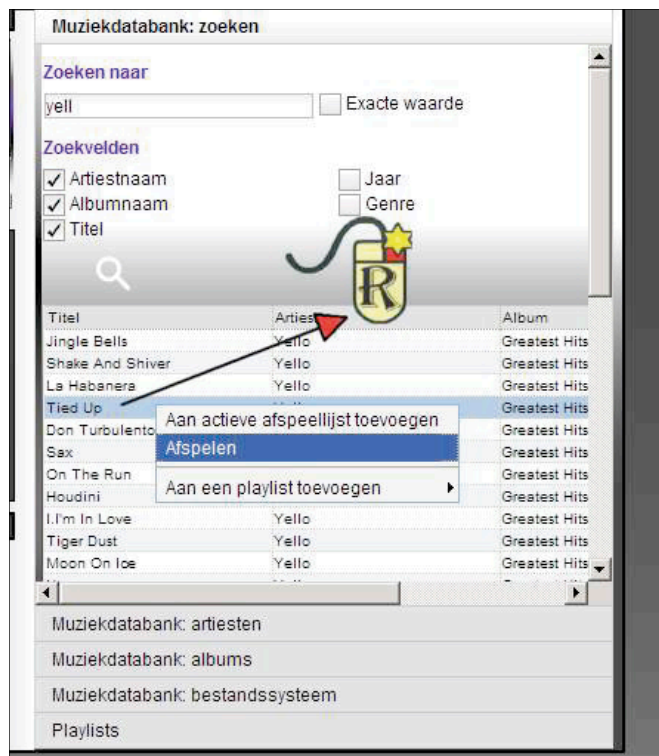 Muziekdatabank: zoeken
Zoeken naar
yell Exacte waarde
Zoekvelden
Artiestnaam Jaar
Albumnaam Genre
Titel
R
Titel Arties Album
Jingle Bells Yello Greatest Hits
Shake And Shiver Yello Greatest Hits
La Habanera Yello Greatest Hits
Tied Up Greatest Hits
Don Turbulento Greatest Hits
Sax Greatest Hits
On The Run Greatest Hits
Houdini Greatest Hits
Aan actieve afspeellijst toevoegen
Afspelen
Aan een playlist toevoegen
I.I'm In Love Yello Greatest Hits
Tiger Dust Yello Greatest Hits
Moon On Ice Yello Greatest Hits
Muziekdatabank: artiesten
Muziekdatabank: albums
Muziekdatabank: bestandssysteem
Playlists